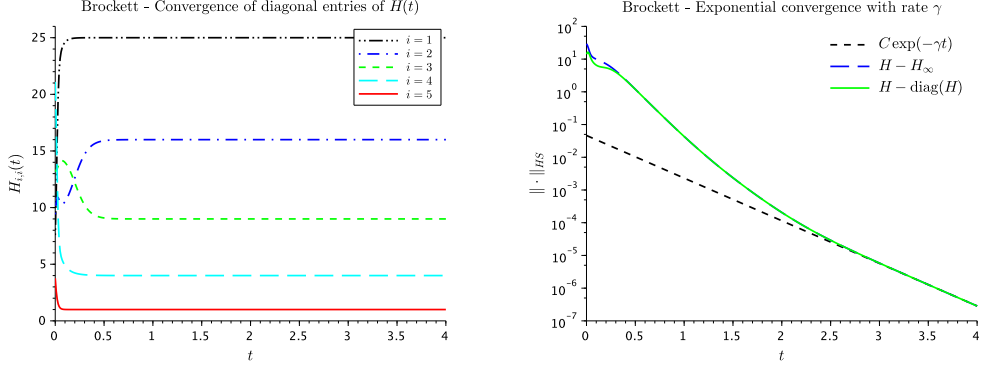 Brockett - Convergence of diagonal entries of H(t)
H_{i,i}(t)
25
20
15
10
5
0
0 0.5 1 1.5 2 2.5 3 3.5 4
t
i = 1
i = 2
i = 3
i = 4
i = 5
Brockett - Exponential convergence with rate γ
‖ · ‖_{HS}
10^2
10^1
10^0
10^{-1}
10^{-2}
10^{-3}
10^{-4}
10^{-5}
10^{-6}
10^{-7}
0 0.5 1 1.5 2 2.5 3 3.5 4
t
C exp(−γt)
H − H_∞
H − diag(H)